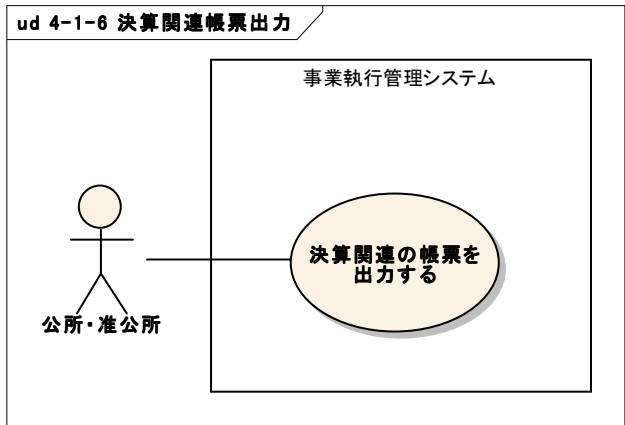 ud 4-1-6 決算関連帳票出力
事業執行管理システム
決算関連の帳票を
出力する
公所・准公所